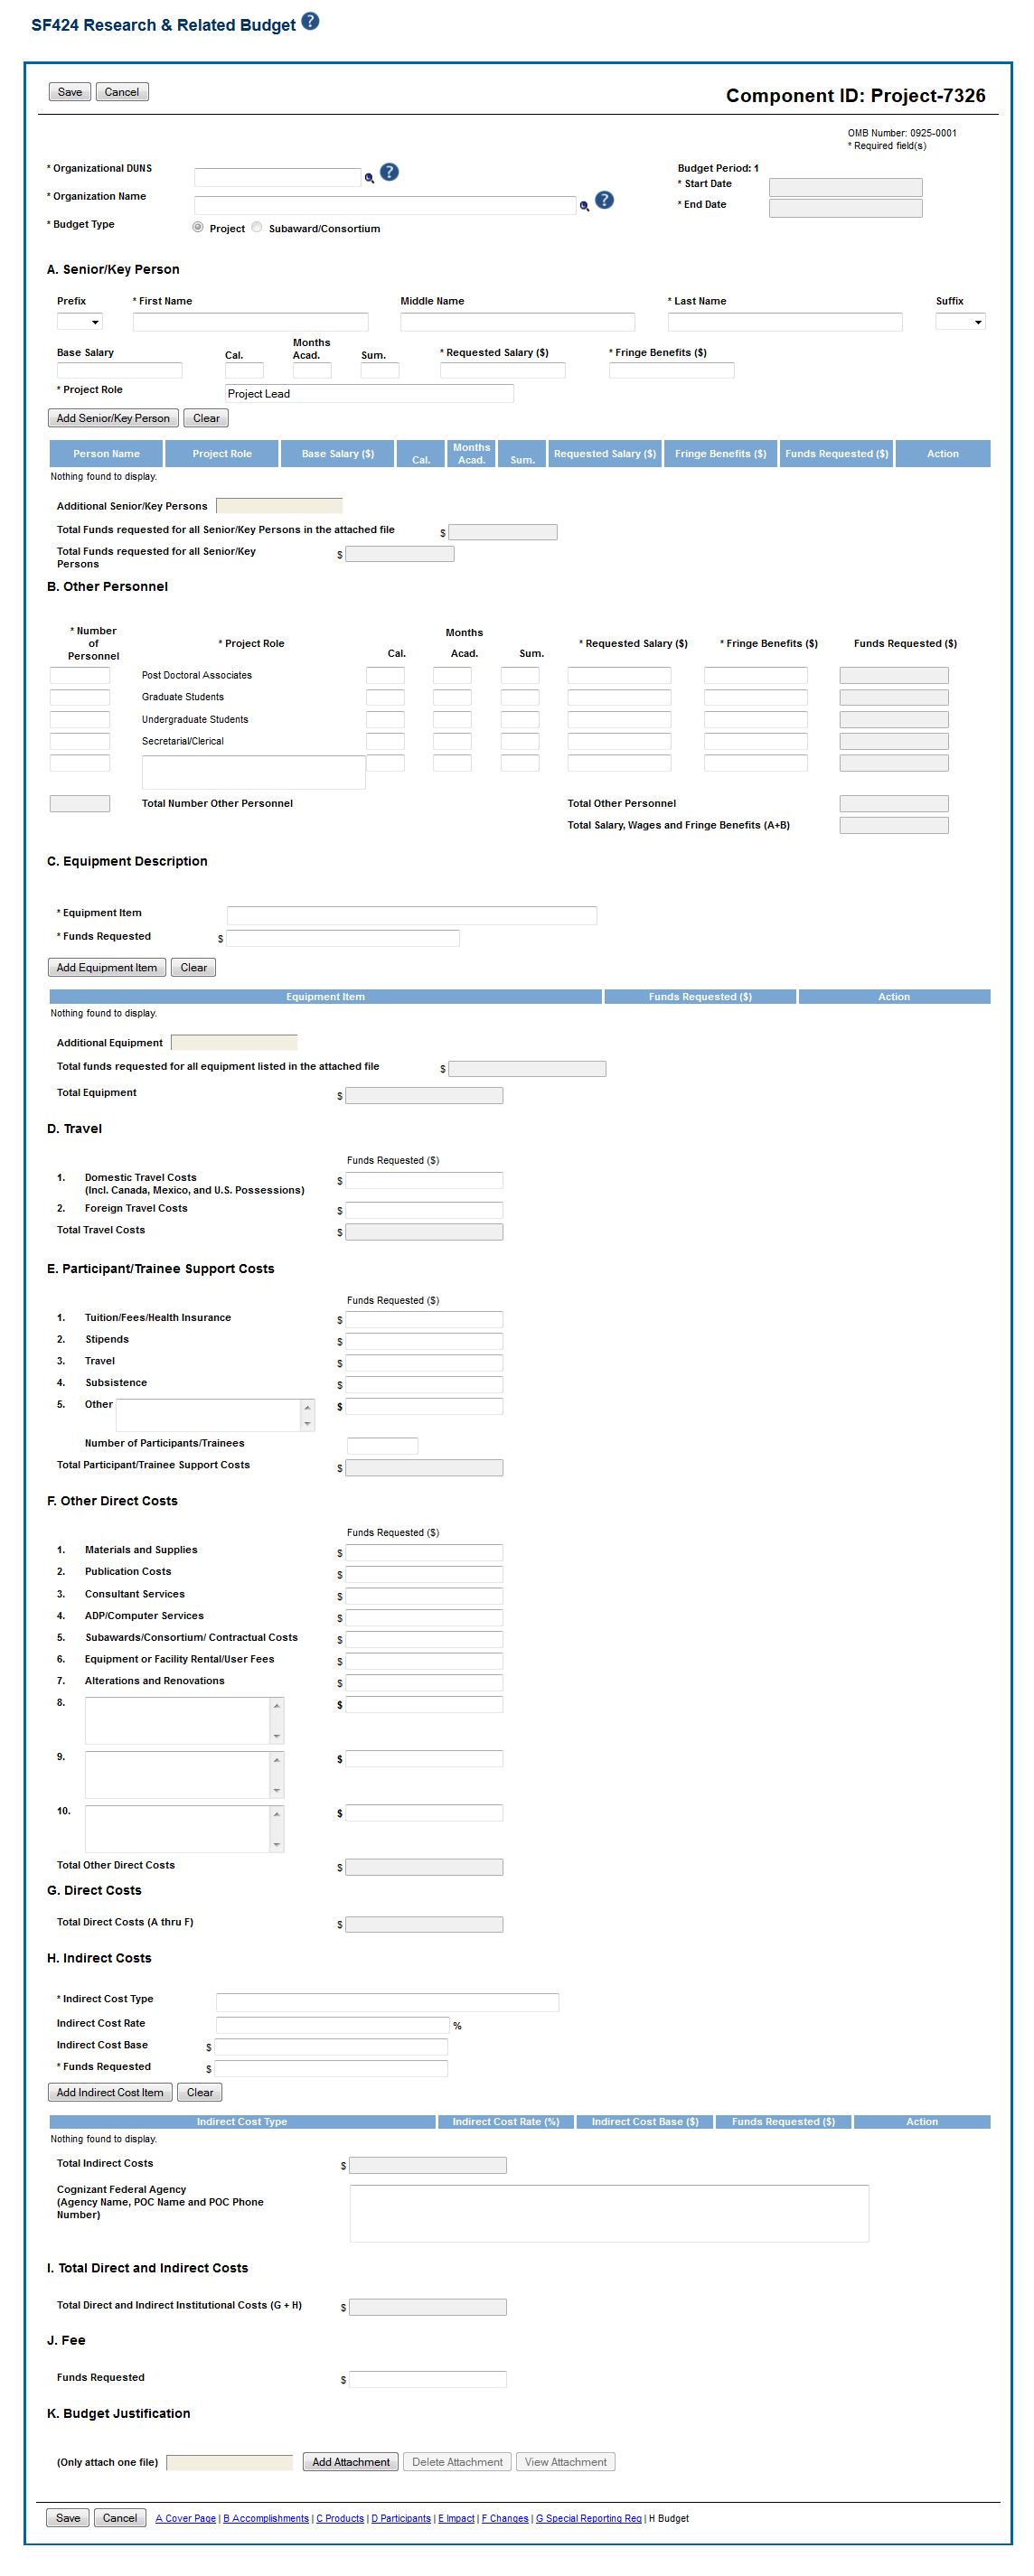 SF424 Research & Related Budget ?
Save Cancel
Component ID: Project-7326
OMB Number: 0925-0001
* Required field(s)
* Organizational DUNS ?
Budget Period: 1
* Start Date
* Organization Name ?
* End Date
* Budget Type Project Subaward/Consortium
A. Senior/Key Person
Prefix * First Name Middle Name * Last Name Suffix
Months
Base Salary Cal. Acad. Sum. * Requested Salary ($) * Fringe Benefits ($)
* Project Role Project Lead
Add Senior/Key Person Clear
Months
Person Name Project Role Base Salary ($) Cal. Acad. Sum. Requested Salary ($) Fringe Benefits ($) Funds Requested ($) Action
Nothing found to display.
Additional Senior/Key Persons
Total Funds requested for all Senior/Key Persons in the attached file $
Total Funds requested for all Senior/Key $
Persons
B. Other Personnel
* Number
of
Personnel
* Project Role
Months
Cal. Acad. Sum.
* Requested Salary ($) * Fringe Benefits ($) Funds Requested ($)
Post Doctoral Associates
Graduate Students
Undergraduate Students
Secretarial/Clerical
Total Number Other Personnel Total Other Personnel
Total Salary, Wages and Fringe Benefits (A+B)
C. Equipment Description
* Equipment Item
* Funds Requested $
Add Equipment Item Clear
Equipment Item Funds Requested ($) Action
Nothing found to display.
Additional Equipment
Total funds requested for all equipment listed in the attached file $
Total Equipment $
D. Travel
Funds Requested ($)
1. Domestic Travel Costs $
(Incl. Canada, Mexico, and U.S. Possessions)
2. Foreign Travel Costs $
Total Travel Costs $
E. Participant/Trainee Support Costs
Funds Requested ($)
1. Tuition/Fees/Health Insurance $
2. Stipends $
3. Travel $
4. Subsistence $
5. Other $
Number of Participants/Trainees
Total Participant/Trainee Support Costs $
F. Other Direct Costs
Funds Requested ($)
1. Materials and Supplies $
2. Publication Costs $
3. Consultant Services $
4. ADP/Computer Services $
5. Subawards/Consortium/ Contractual Costs $
6. Equipment or Facility Rental/User Fees $
7. Alterations and Renovations $
8. $
9. $
10. $
Total Other Direct Costs $
G. Direct Costs
Total Direct Costs (A thru F) $
H. Indirect Costs
* Indirect Cost Type
Indirect Cost Rate %
Indirect Cost Base $
* Funds Requested $
Add Indirect Cost Item Clear
Indirect Cost Type Indirect Cost Rate (%) Indirect Cost Base ($) Funds Requested ($) Action
Nothing found to display.
Total Indirect Costs $
Cognizant Federal Agency
(Agency Name, POC Name and POC Phone
Number)
I. Total Direct and Indirect Costs
Total Direct and Indirect Institutional Costs (G + H) $
J. Fee
Funds Requested $
K. Budget Justification
(Only attach one file) Add Attachment Delete Attachment View Attachment
Save Cancel A Cover Page | B Accomplishments | C Products | D Participants | E Impact | F Changes | G Special Reporting Req | H Budget